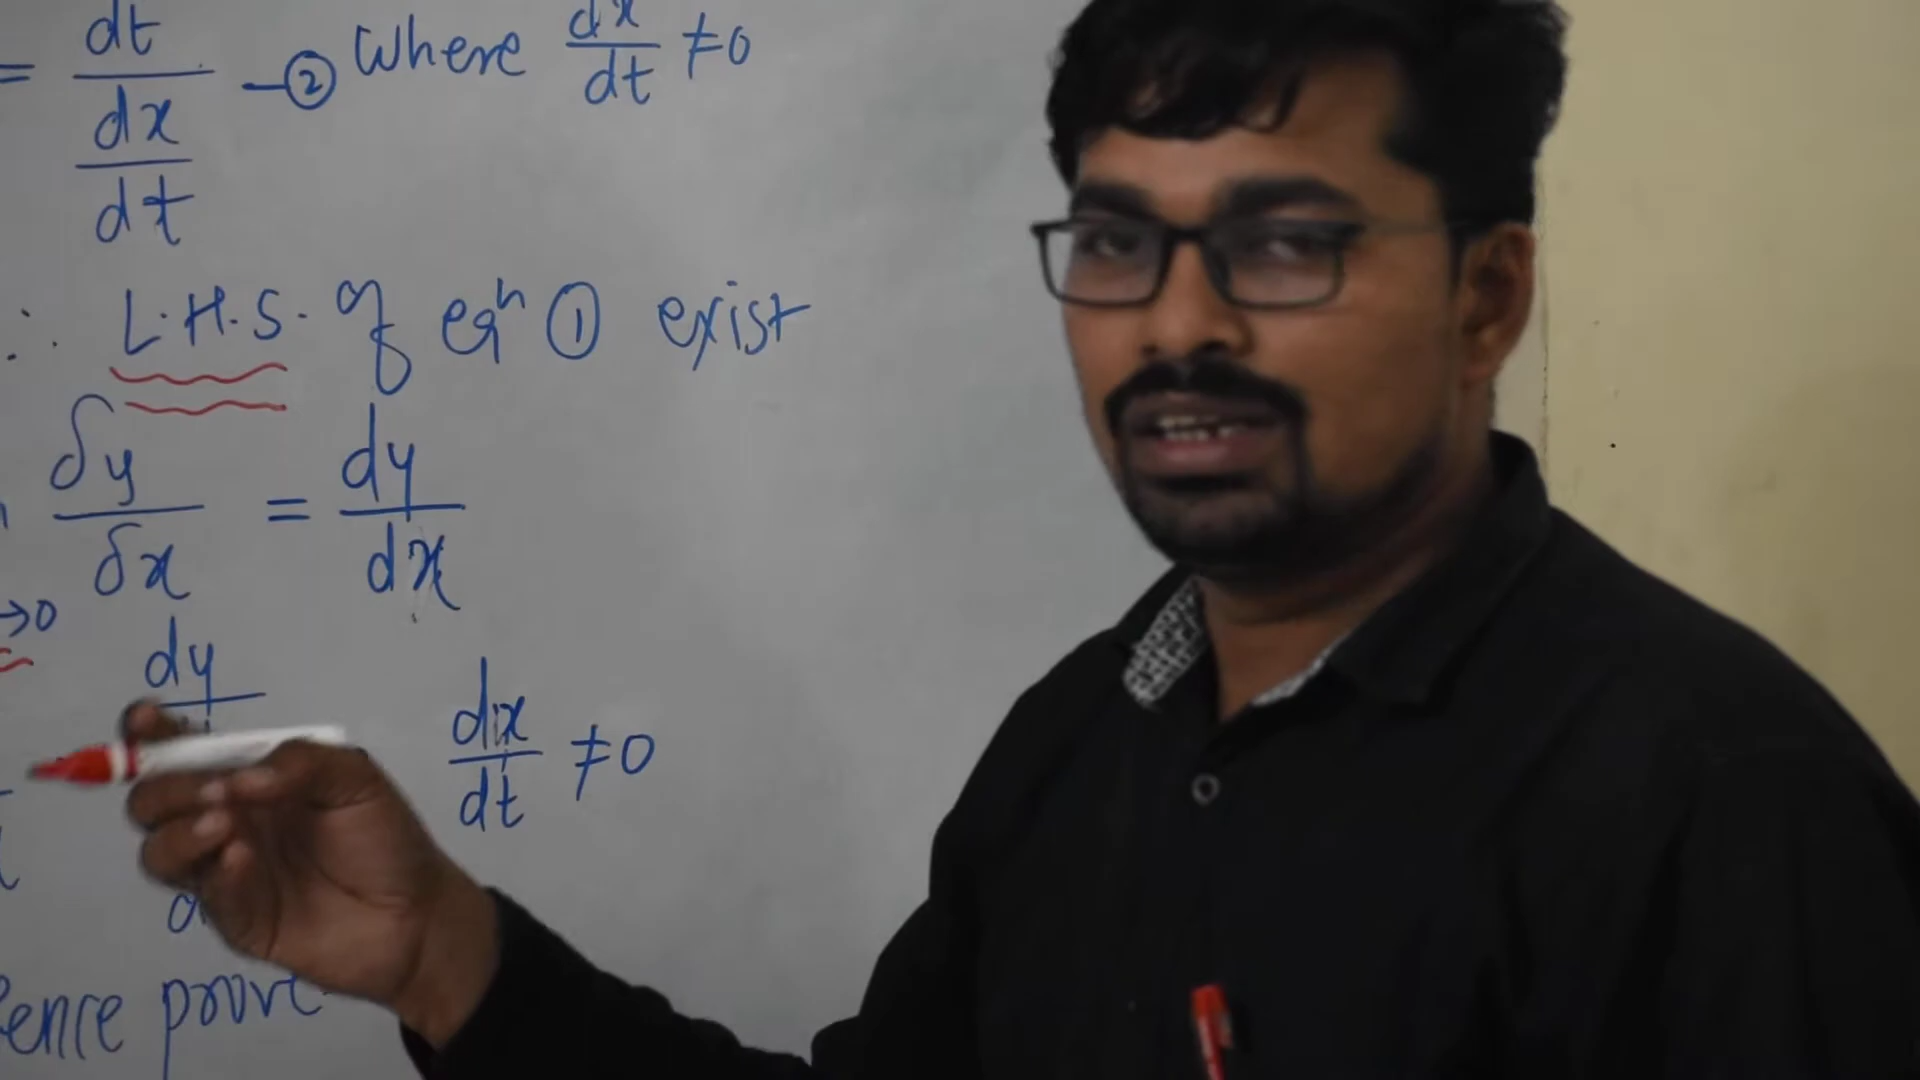 = dt/(dx/dt) — ② Where dx/dt ≠ 0
∴ L.H.S. of eqn ① exist
δy/δx = dy/dx
→0
dy
dx/dt ≠ 0
ence prove